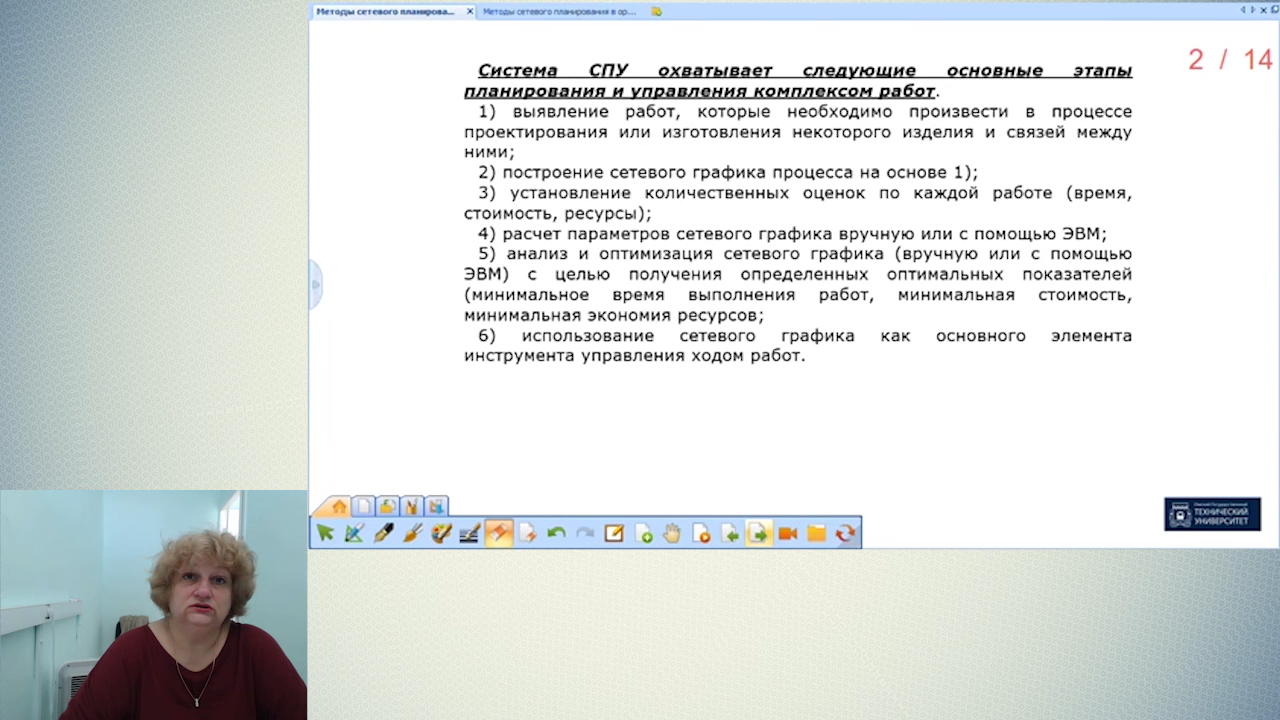 Методы сетевого планирова...
Методы сетевого планирования в ор...
2 / 14
Система СПУ охватывает следующие основные этапы
планирования и управления комплексом работ.
1) выявление работ, которые необходимо произвести в процессе
проектирования или изготовления некоторого изделия и связей между
ними;
2) построение сетевого графика процесса на основе 1);
3) установление количественных оценок по каждой работе (время,
стоимость, ресурсы);
4) расчет параметров сетевого графика вручную или с помощью ЭВМ;
5) анализ и оптимизация сетевого графика (вручную или с помощью
ЭВМ) с целью получения определенных оптимальных показателей
(минимальное время выполнения работ, минимальная стоимость,
минимальная экономия ресурсов;
6) использование сетевого графика как основного элемента
инструмента управления ходом работ.
ТЕХНИЧЕСКИЙ
УНИВЕРСИТЕТ